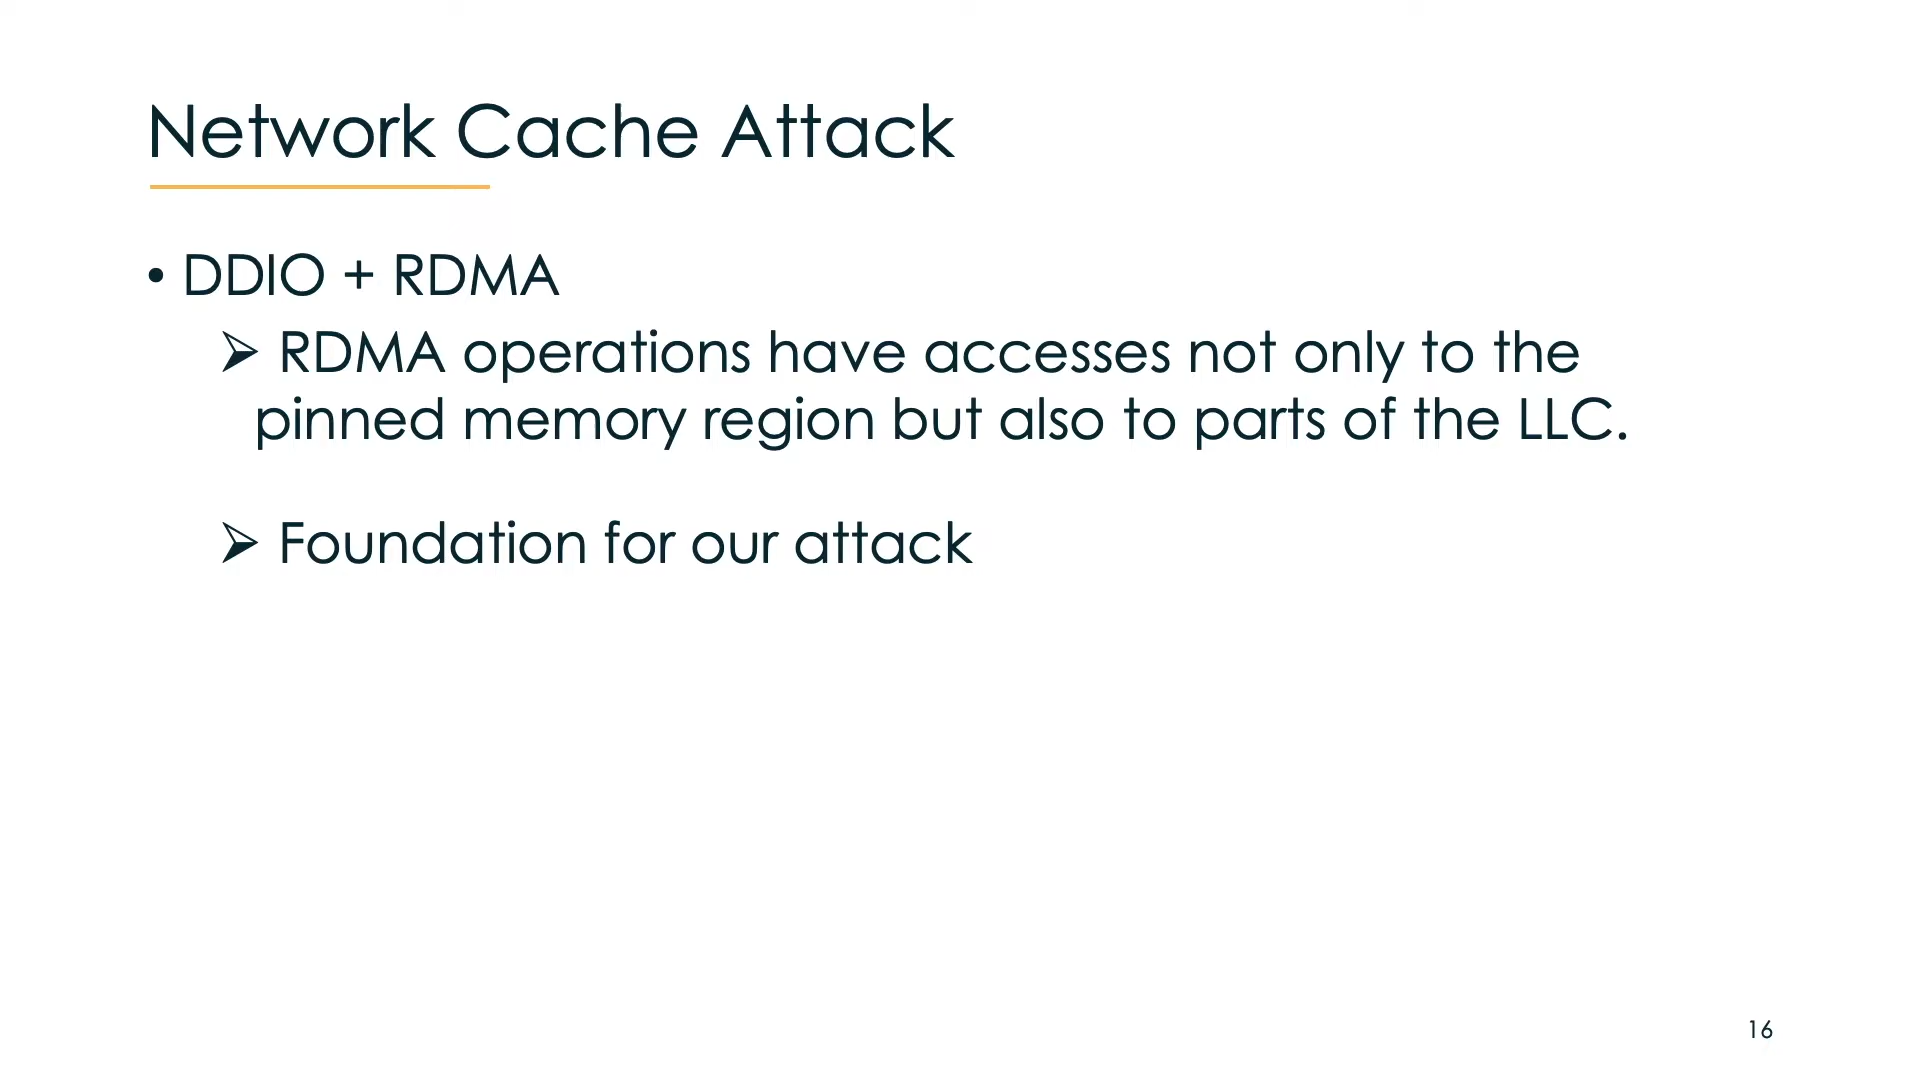 Network Cache Attack
• DDIO + RDMA
➢ RDMA operations have accesses not only to the
pinned memory region but also to parts of the LLC.
➢ Foundation for our attack
16